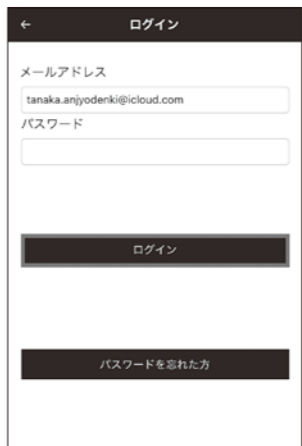 ← ログイン
メールアドレス
tanaka.anjyodenki@icloud.com
パスワード
ログイン
パスワードを忘れた方